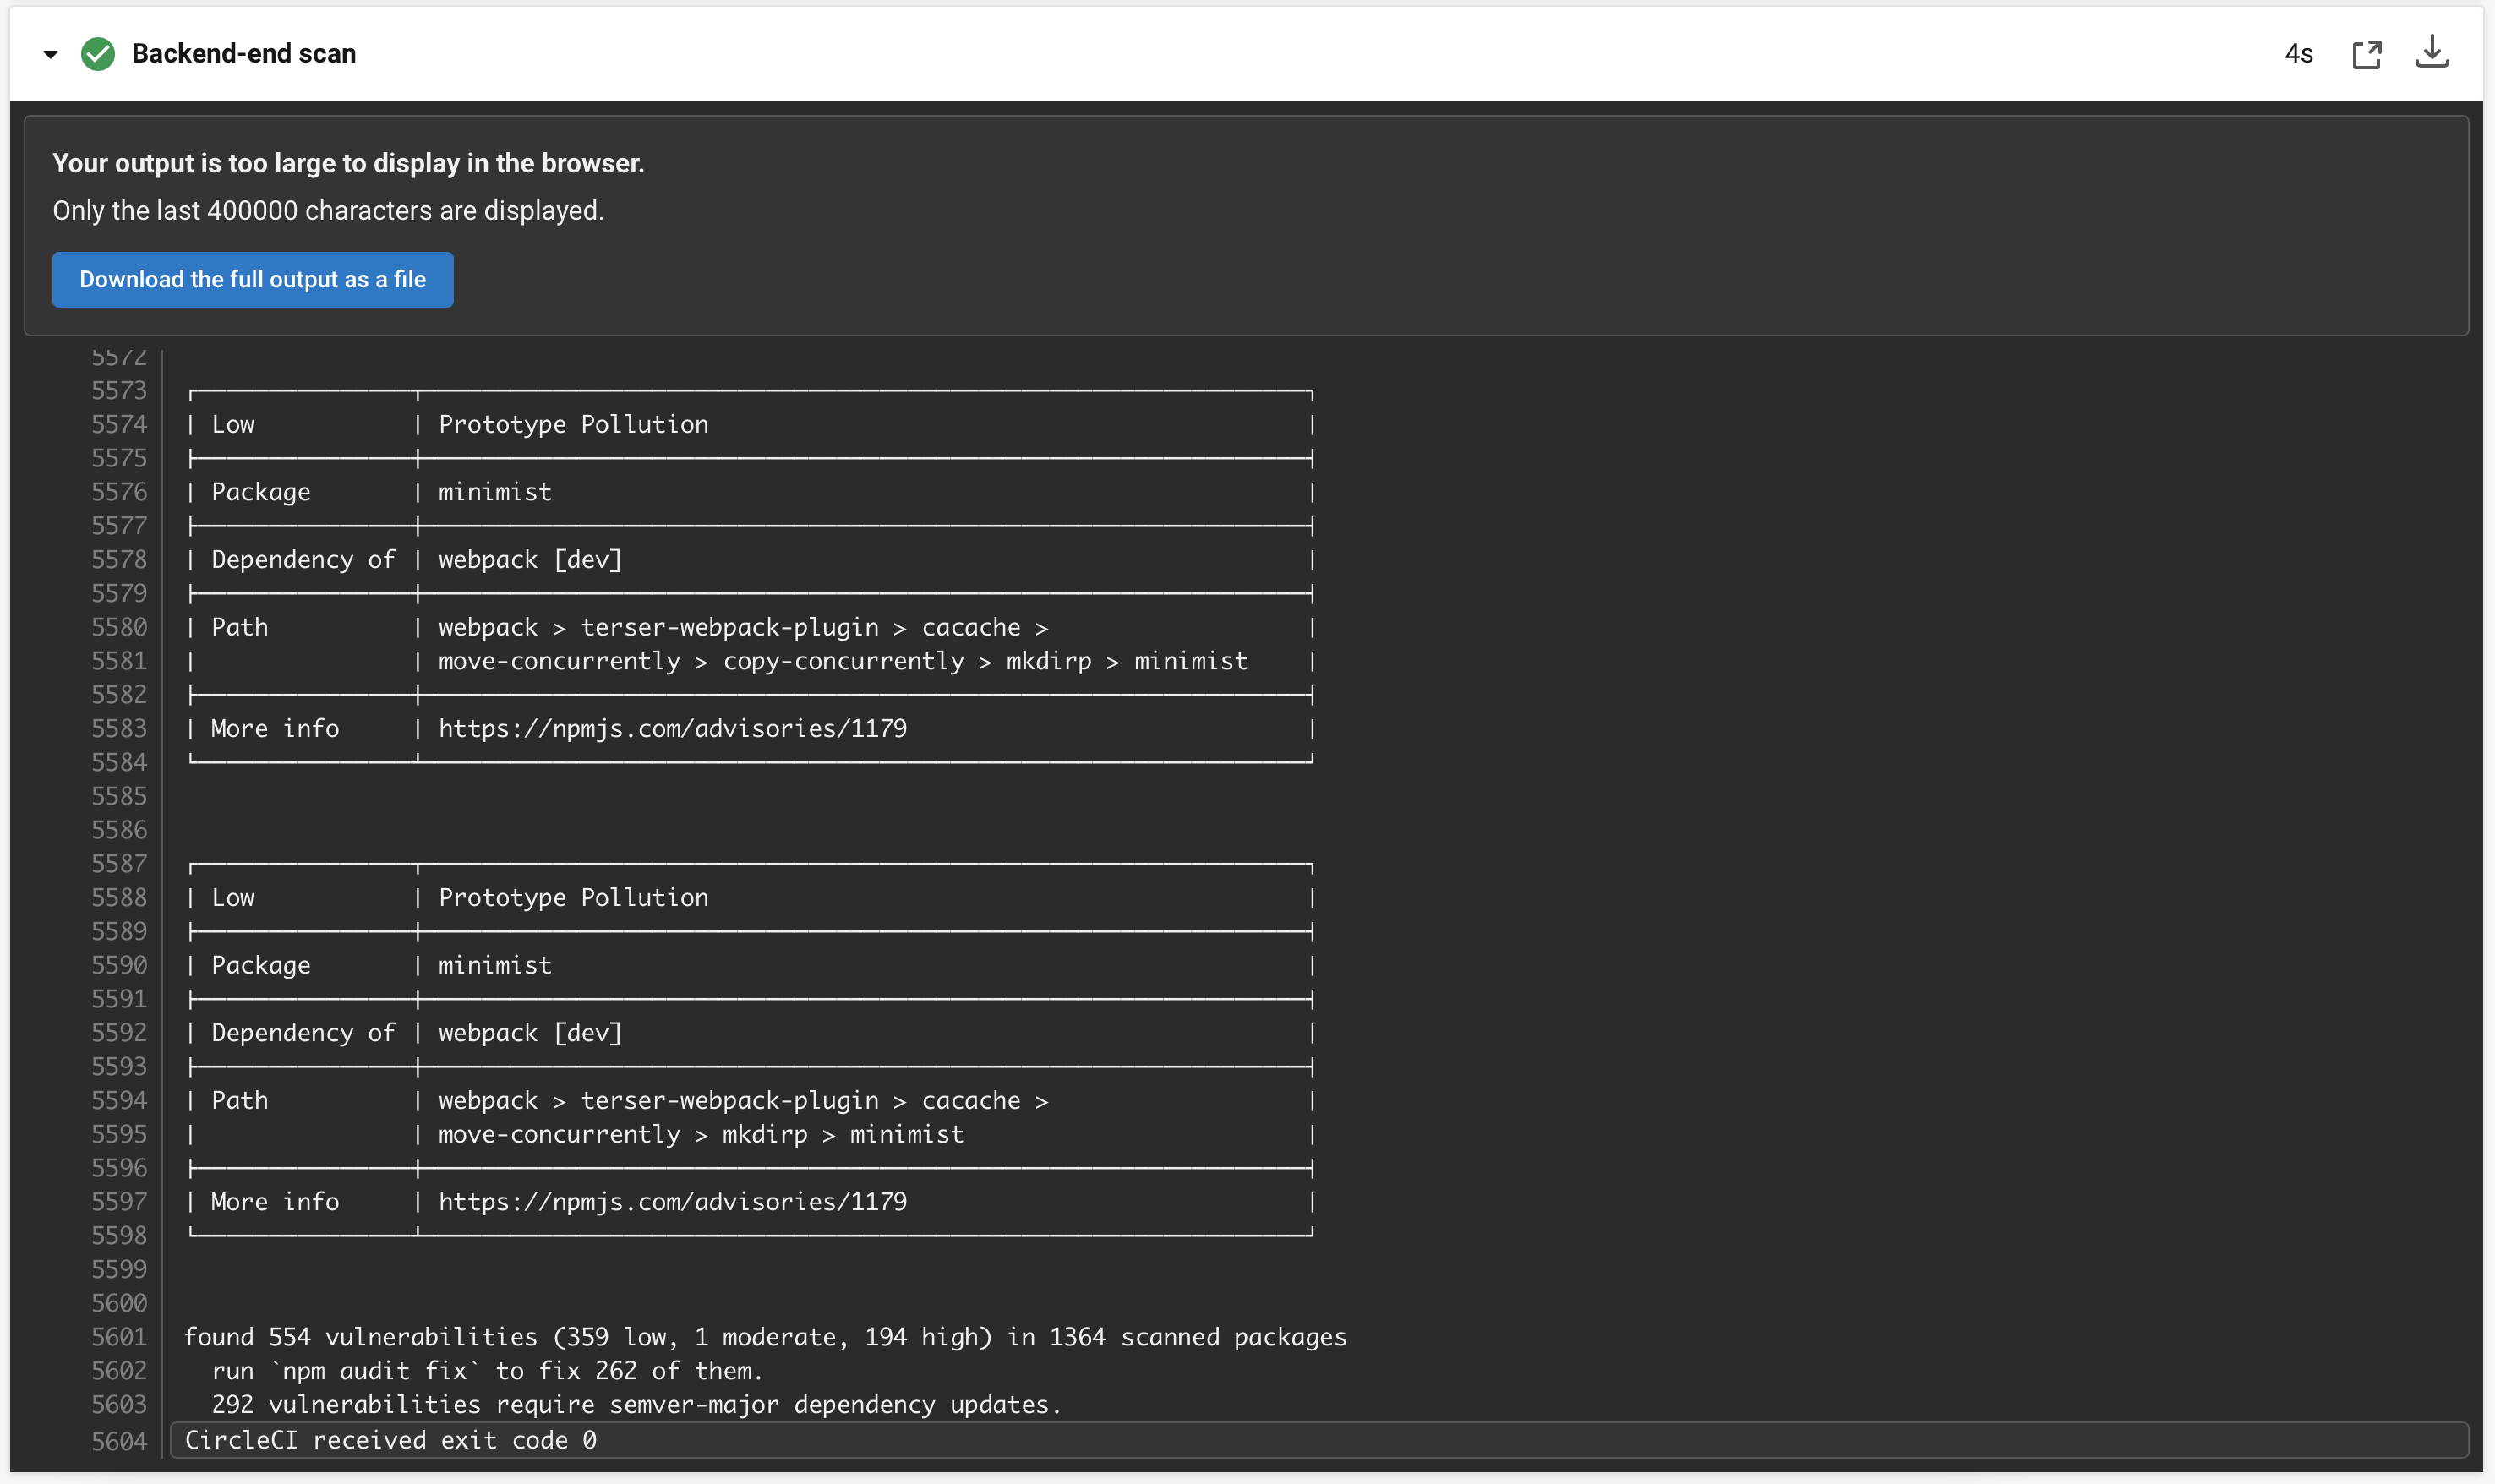 Backend-end scan 4s
Your output is too large to display in the browser.
Only the last 400000 characters are displayed.
Download the full output as a file
5572
5573
5574 | Low | Prototype Pollution |
5575
5576 | Package | minimist |
5577
5578 | Dependency of | webpack [dev] |
5579
5580 | Path | webpack > terser-webpack-plugin > cacache > |
5581 | | move-concurrently > copy-concurrently > mkdirp > minimist |
5582
5583 | More info | https://npmjs.com/advisories/1179 |
5584
5585
5586
5587
5588 | Low | Prototype Pollution |
5589
5590 | Package | minimist |
5591
5592 | Dependency of | webpack [dev] |
5593
5594 | Path | webpack > terser-webpack-plugin > cacache > |
5595 | | move-concurrently > mkdirp > minimist |
5596
5597 | More info | https://npmjs.com/advisories/1179 |
5598
5599
5600
5601 found 554 vulnerabilities (359 low, 1 moderate, 194 high) in 1364 scanned packages
5602 run `npm audit fix` to fix 262 of them.
5603 292 vulnerabilities require semver-major dependency updates.
5604 CircleCI received exit code 0